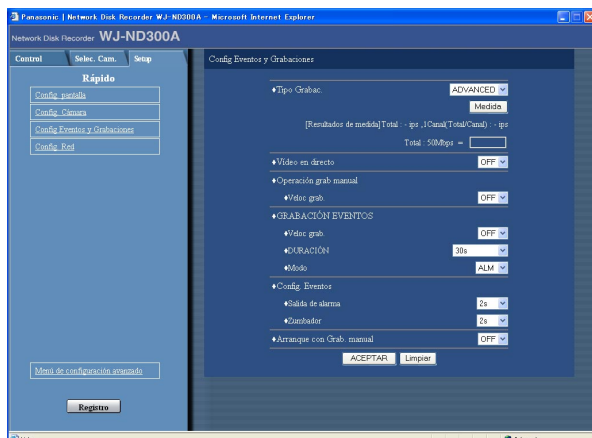 Panasonic | Network Disk Recorder WJ-ND300A - Microsoft Internet Explorer
Network Disk Recorder WJ-ND300A
Control Selec. Cam. Setup
Rápido
Config. pantalla
Config. Cámara
Config Eventos y Grabaciones
Config. Red
Menú de configuración avanzado
Registro
Config Eventos y Grabaciones
♦Tipo Grabac. ADVANCED
Medida
[Resultados de medida]Total : - ips ,1Canal(Total/Canal) : - ips
Total : 50Mbps =
♦Vídeo en directo OFF
♦Operación grab manual
♦Veloc grab. OFF
♦GRABACIÓN EVENTOS
♦Veloc grab. OFF
♦DURACIÓN 30s
♦Modo ALM
♦Config. Eventos
♦Salida de alarma 2s
♦Zumbador 2s
♦Arranque con Grab. manual OFF
ACEPTAR Limpiar